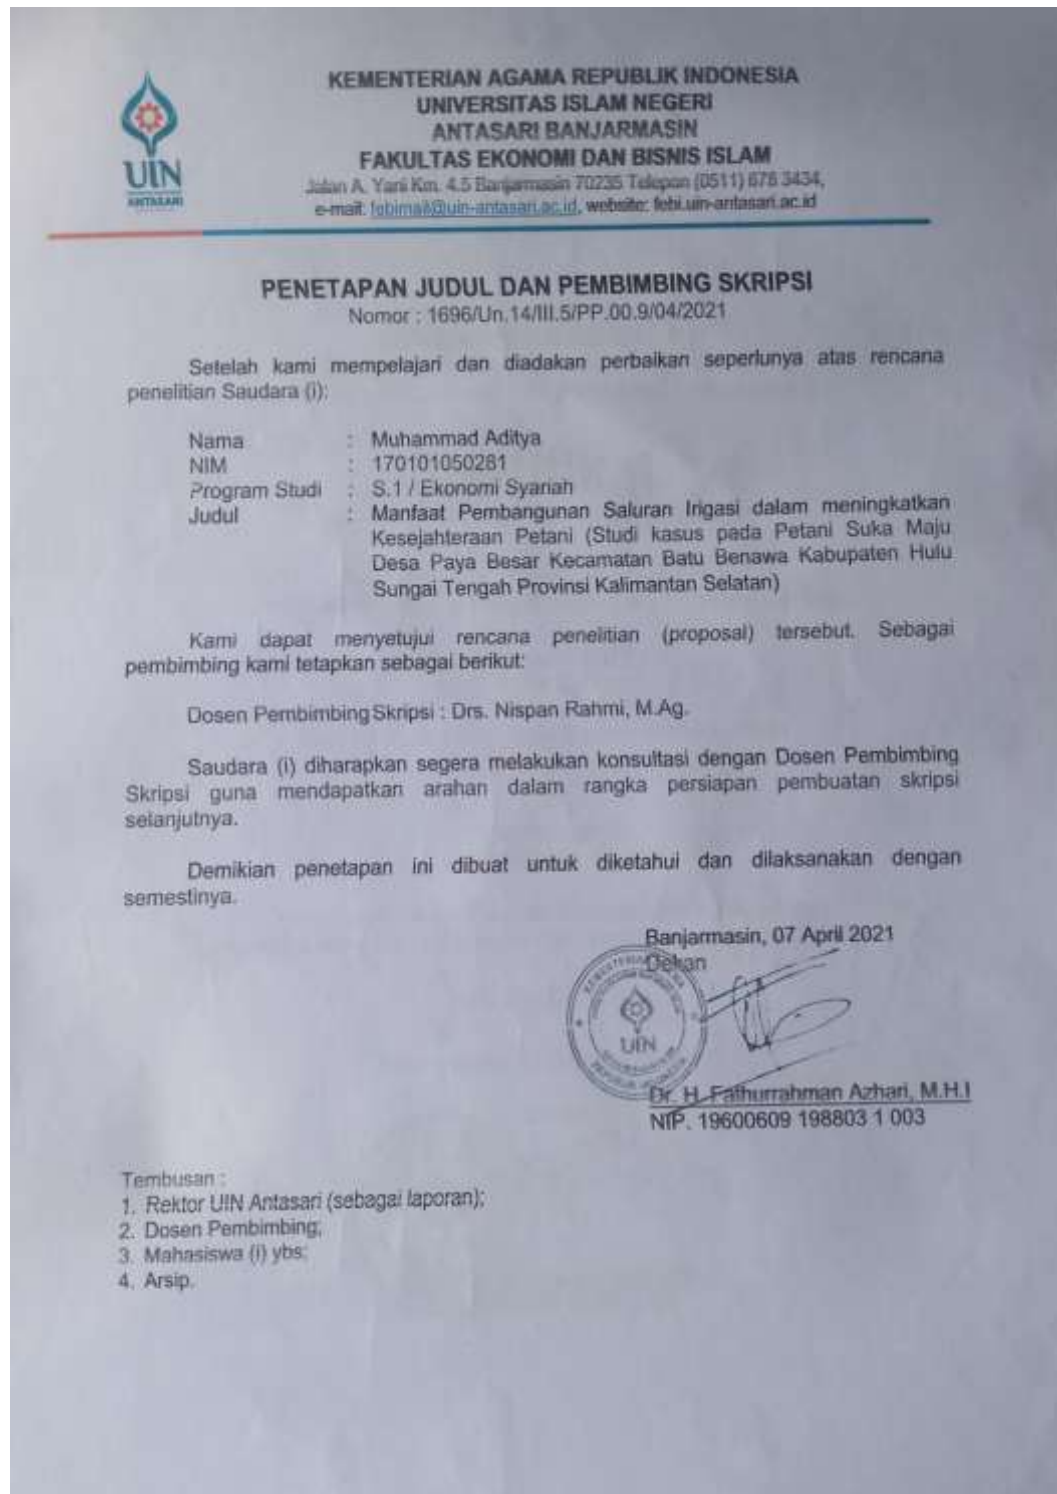 UIN
ANTASARI
KEMENTERIAN AGAMA REPUBLIK INDONESIA
UNIVERSITAS ISLAM NEGERI
ANTASARI BANJARMASIN
FAKULTAS EKONOMI DAN BISNIS ISLAM
Jalan A. Yani Km. 4.5 Banjarmasin 70235 Telepon (0511) 678 3434,
e-mail: febimail@uin-antasari.ac.id, website: febi.uin-antasari.ac.id
PENETAPAN JUDUL DAN PEMBIMBING SKRIPSI
Nomor : 1696/Un.14/III.5/PP.00.9/04/2021
Setelah kami mempelajari dan diadakan perbaikan seperlunya atas rencana
penelitian Saudara (i):
Nama : Muhammad Aditya
NIM : 170101050281
Program Studi : S.1 / Ekonomi Syariah
Judul : Manfaat Pembangunan Saluran Irigasi dalam meningkatkan
Kesejahteraan Petani (Studi kasus pada Petani Suka Maju
Desa Paya Besar Kecamatan Batu Benawa Kabupaten Hulu
Sungai Tengah Provinsi Kalimantan Selatan)
Kami dapat menyetujui rencana penelitian (proposal) tersebut. Sebagai
pembimbing kami tetapkan sebagai berikut:
Dosen Pembimbing Skripsi : Drs. Nispan Rahmi, M.Ag.
Saudara (i) diharapkan segera melakukan konsultasi dengan Dosen Pembimbing
Skripsi guna mendapatkan arahan dalam rangka persiapan pembuatan skripsi
selanjutnya.
Demikian penetapan ini dibuat untuk diketahui dan dilaksanakan dengan
semestinya.
Banjarmasin, 07 April 2021
Dekan
UIN
REPUBLIK INDONESIA
Dr. H. Fathurrahman Azhari, M.H.I
NIP. 19600609 198803 1 003
Tembusan :
1. Rektor UIN Antasari (sebagai laporan);
2. Dosen Pembimbing;
3. Mahasiswa (i) ybs;
4. Arsip.